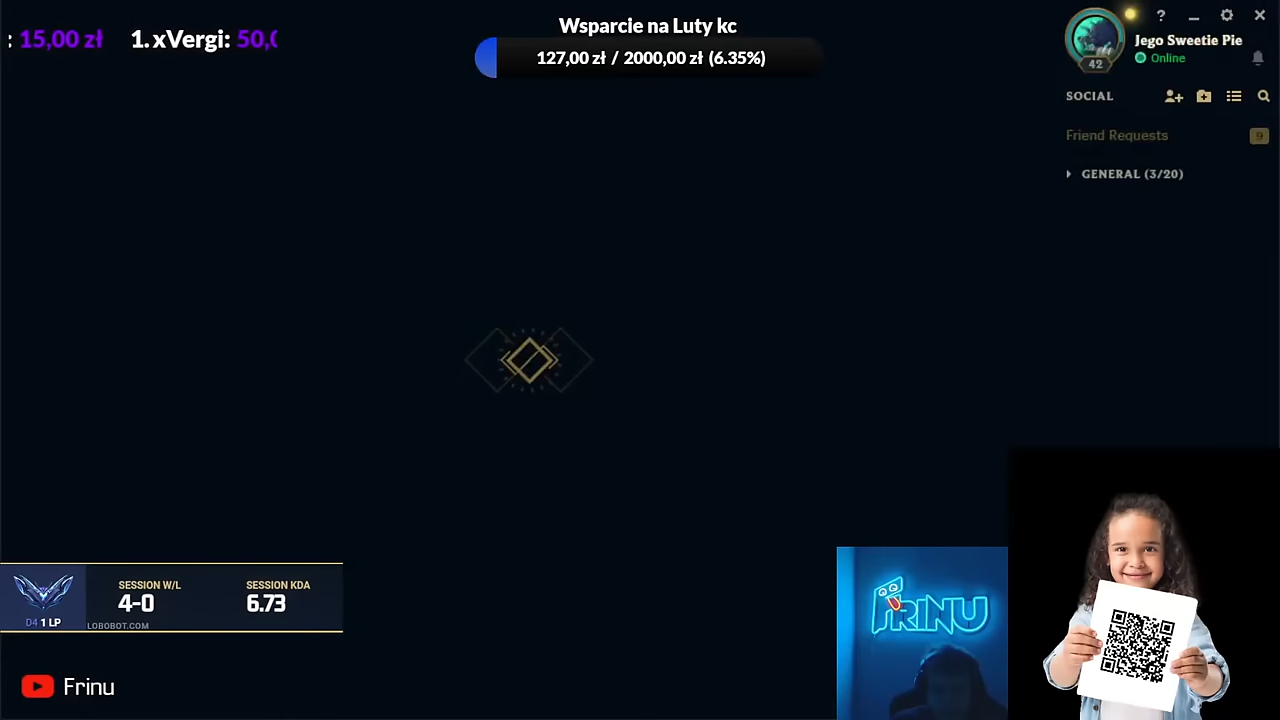 : 15,00 zł 1. xVergi: 50,0
Wsparcie na Luty kc
127,00 zł / 2000,00 zł (6.35%)
?
Jego Sweetie Pie
42
Online
SOCIAL
Friend Requests
9
GENERAL (3/20)
SESSION W/L
SESSION KDA
4-0
6.73
D4 1 LP
LOBOBOT.COM
FRINU
Frinu